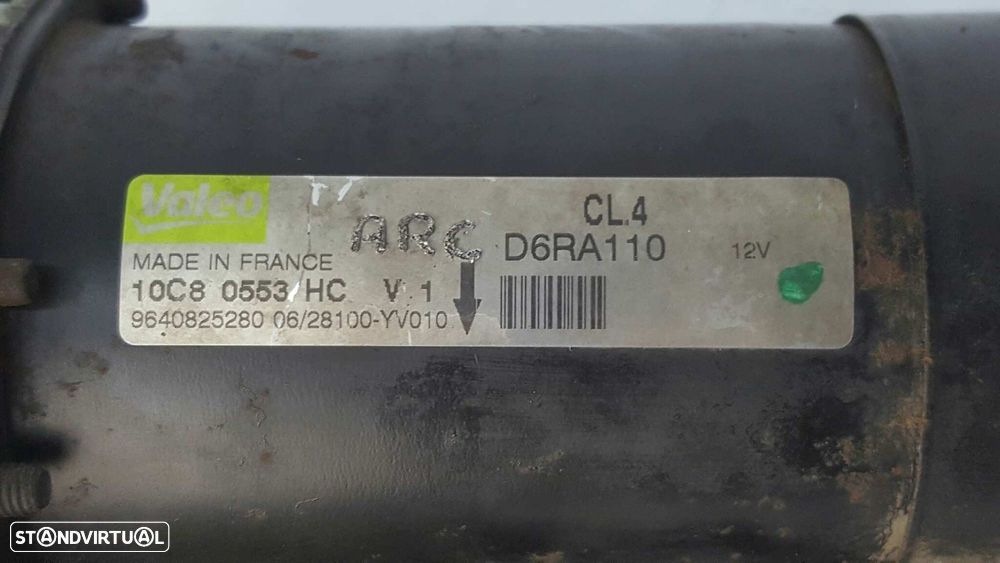 Valeo
ARC
CL.4
D6RA110
12V
MADE IN FRANCE
10C8 0553 HC V 1
9640825280 06/28100-YV010
STANDVIRTUAL